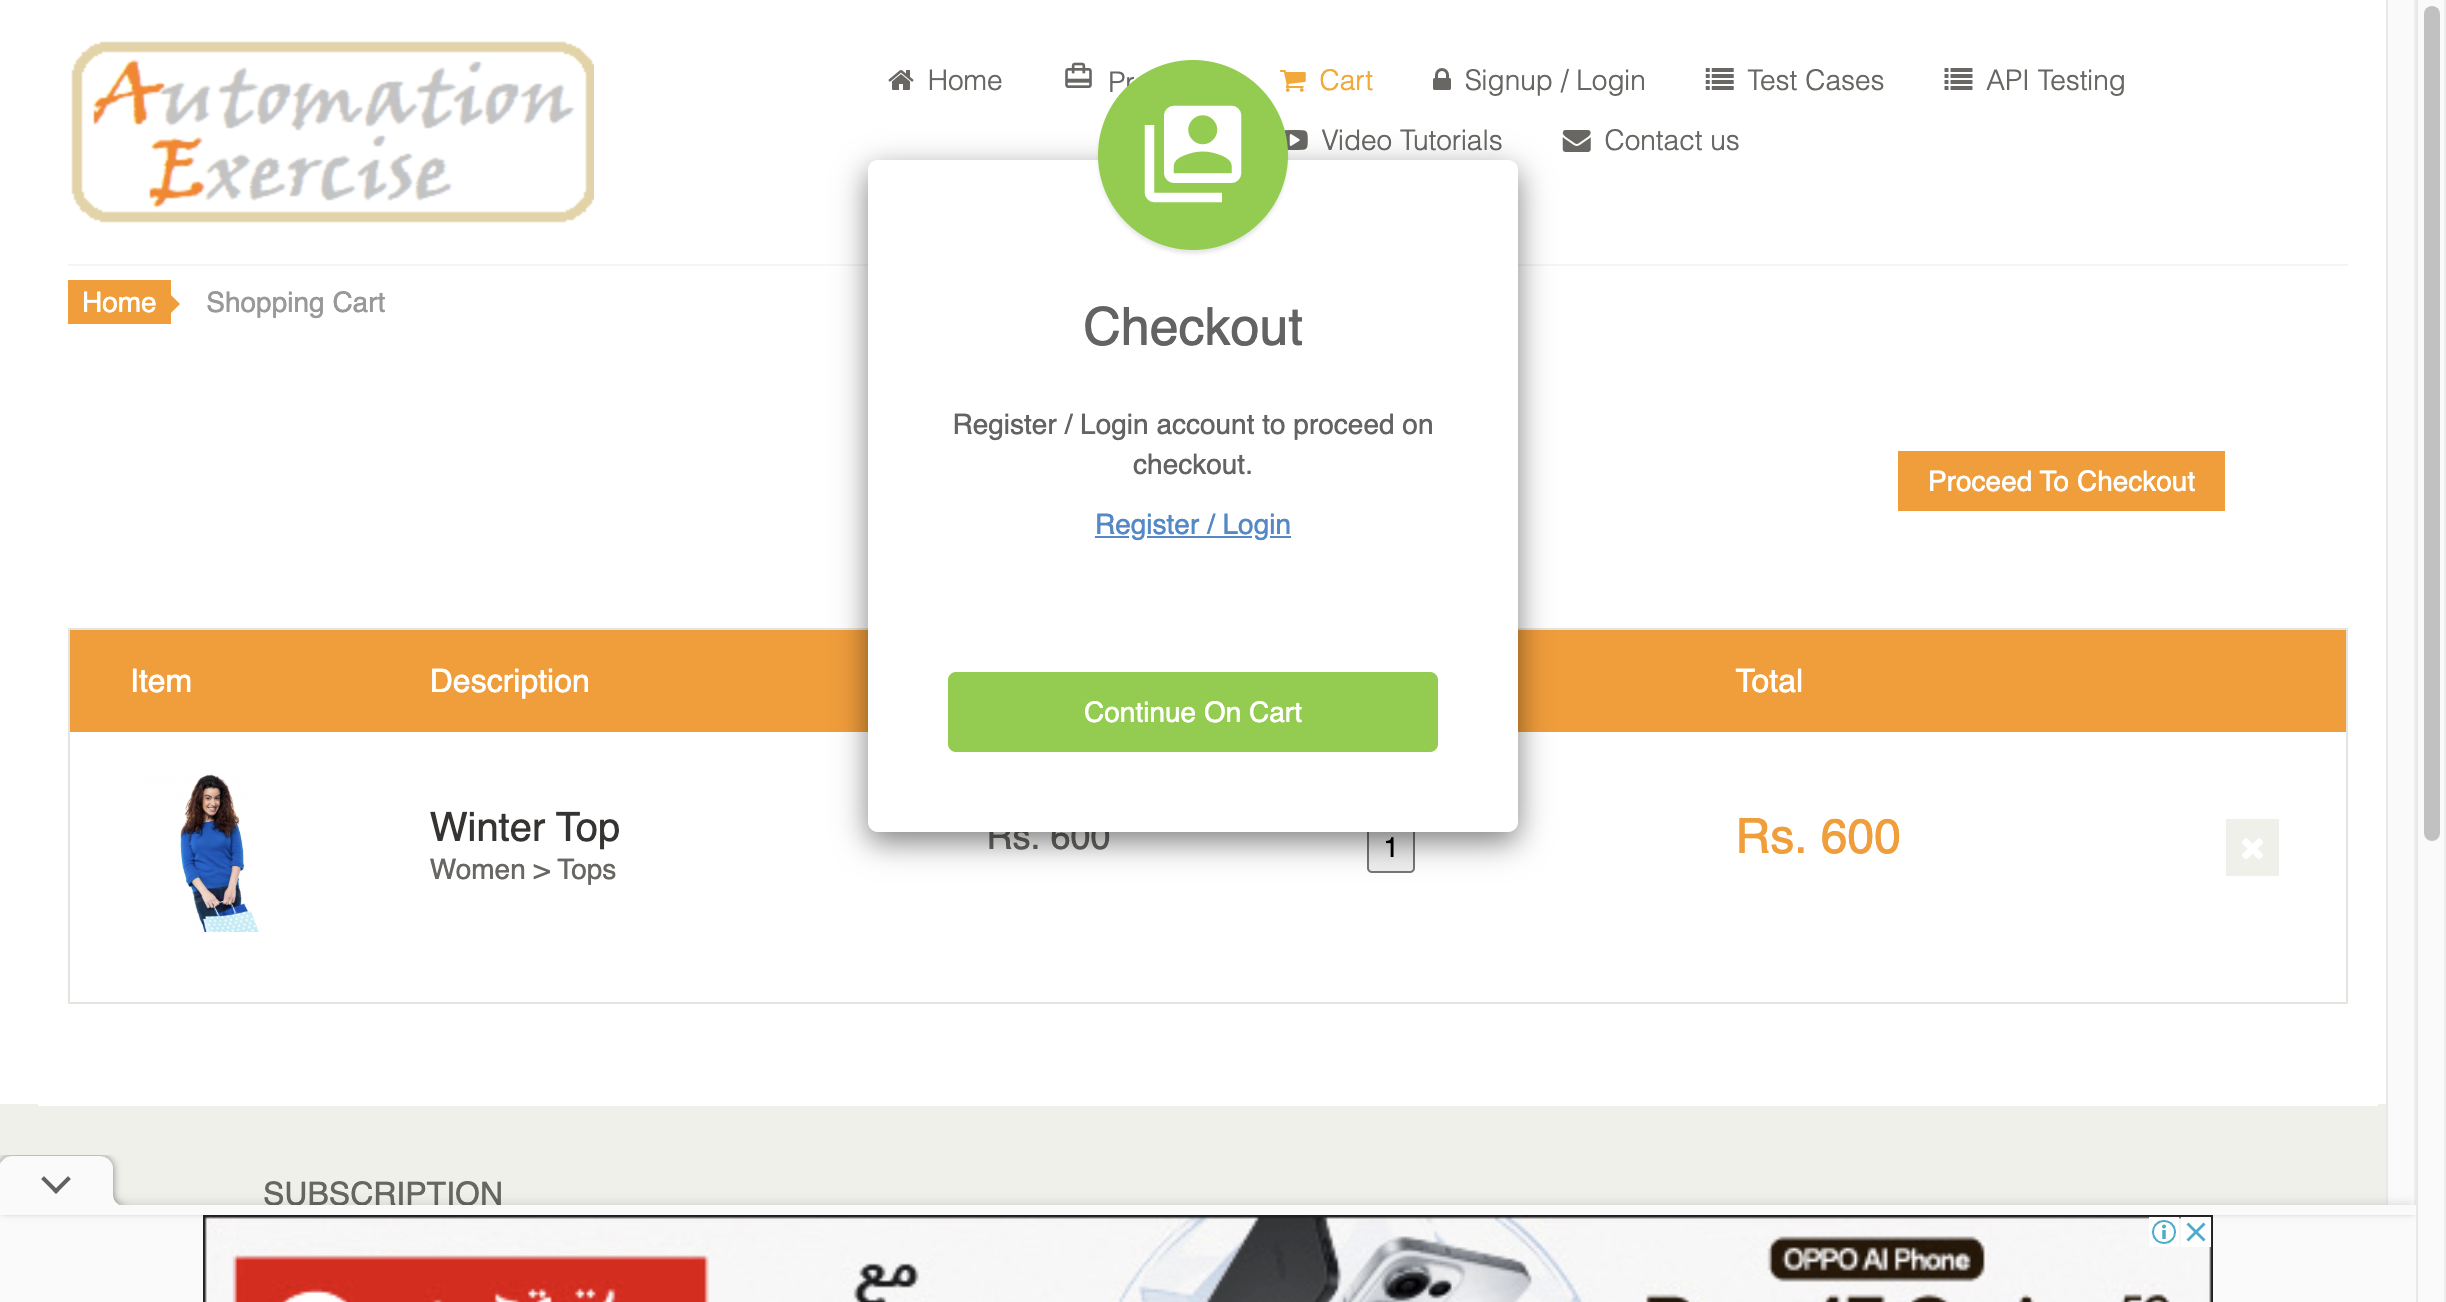 Automation
Exercise
Home
Cart
Signup / Login
Test Cases
API Testing
Video Tutorials
Contact us
Home
Shopping Cart
Checkout
Register / Login account to proceed on
checkout.
Register / Login
Proceed To Checkout
Item
Description
Total
Continue On Cart
Winter Top
Women > Tops
Rs. 600
1
Rs. 600
SUBSCRIPTION
مع
OPPO AI Phone